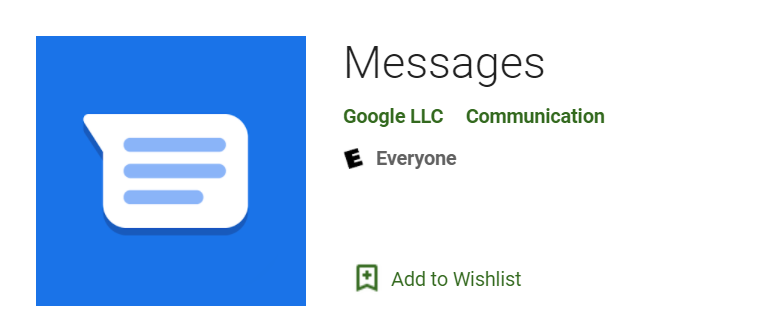 Messages
Google LLC Communication
E Everyone
Add to Wishlist